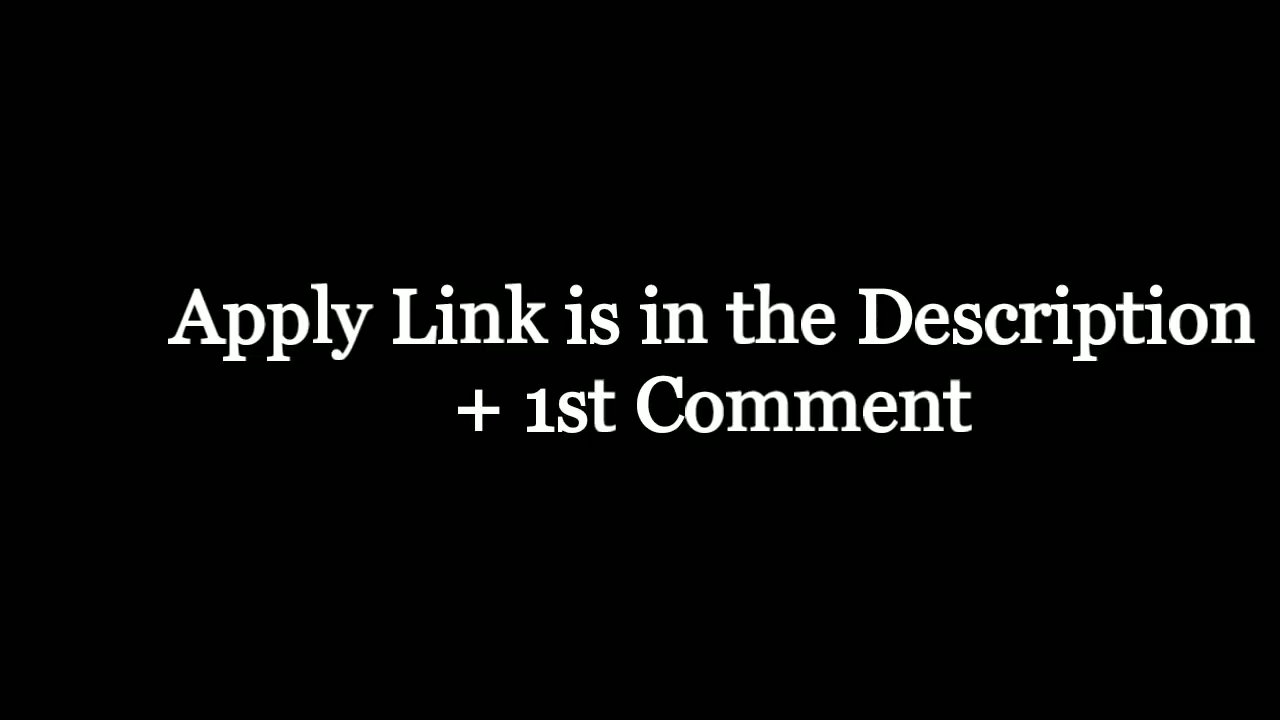 Apply Link is in the Description
+ 1st Comment